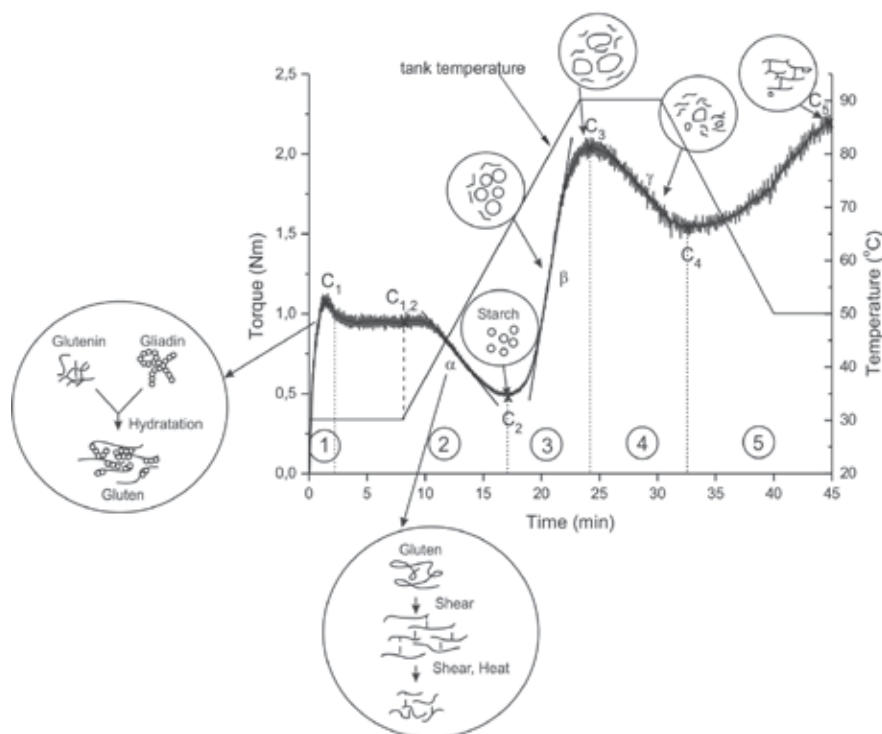 tank temperature
2,5
2,0
1,5
1,0
0,5
0,0
Torque (Nm)
90
80
70
60
50
40
30
20
Temperature (°C)
0
5
10
15
20
25
30
35
40
45
Time (min)
C1
C1,2
C2
C3
C4
C5
α
β
γ
Starch
1
2
3
4
5
Glutenin Gliadin
Hydratation
Gluten
Gluten
Shear
Shear, Heat